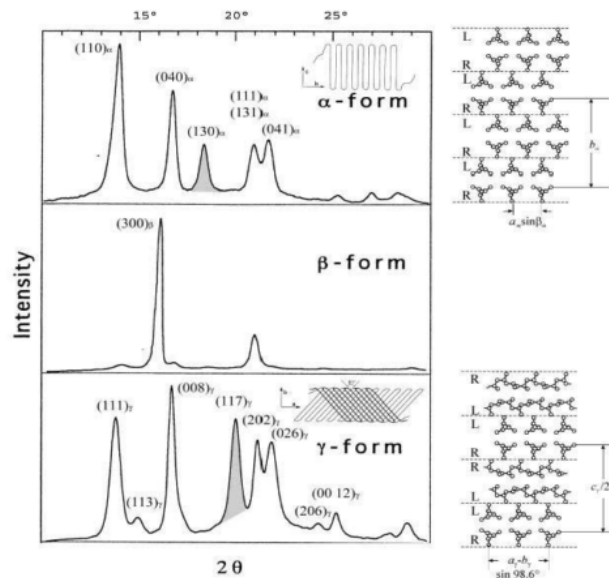 15° 20° 25°
(110)α
(040)α
(130)α
(111)α
(131)α
(041)α
α-form
(300)β
β-form
(111)γ
(113)γ
(008)γ
(117)γ
(202)γ
(026)γ
(206)γ
(00 12)γ
γ-form
Intensity
2θ
L
R
L
R
L
R
L
R
bα
aα sinβα
R
L
L
R
R
L
L
R
cγ/2
aγ-bγ
sin 98.6°